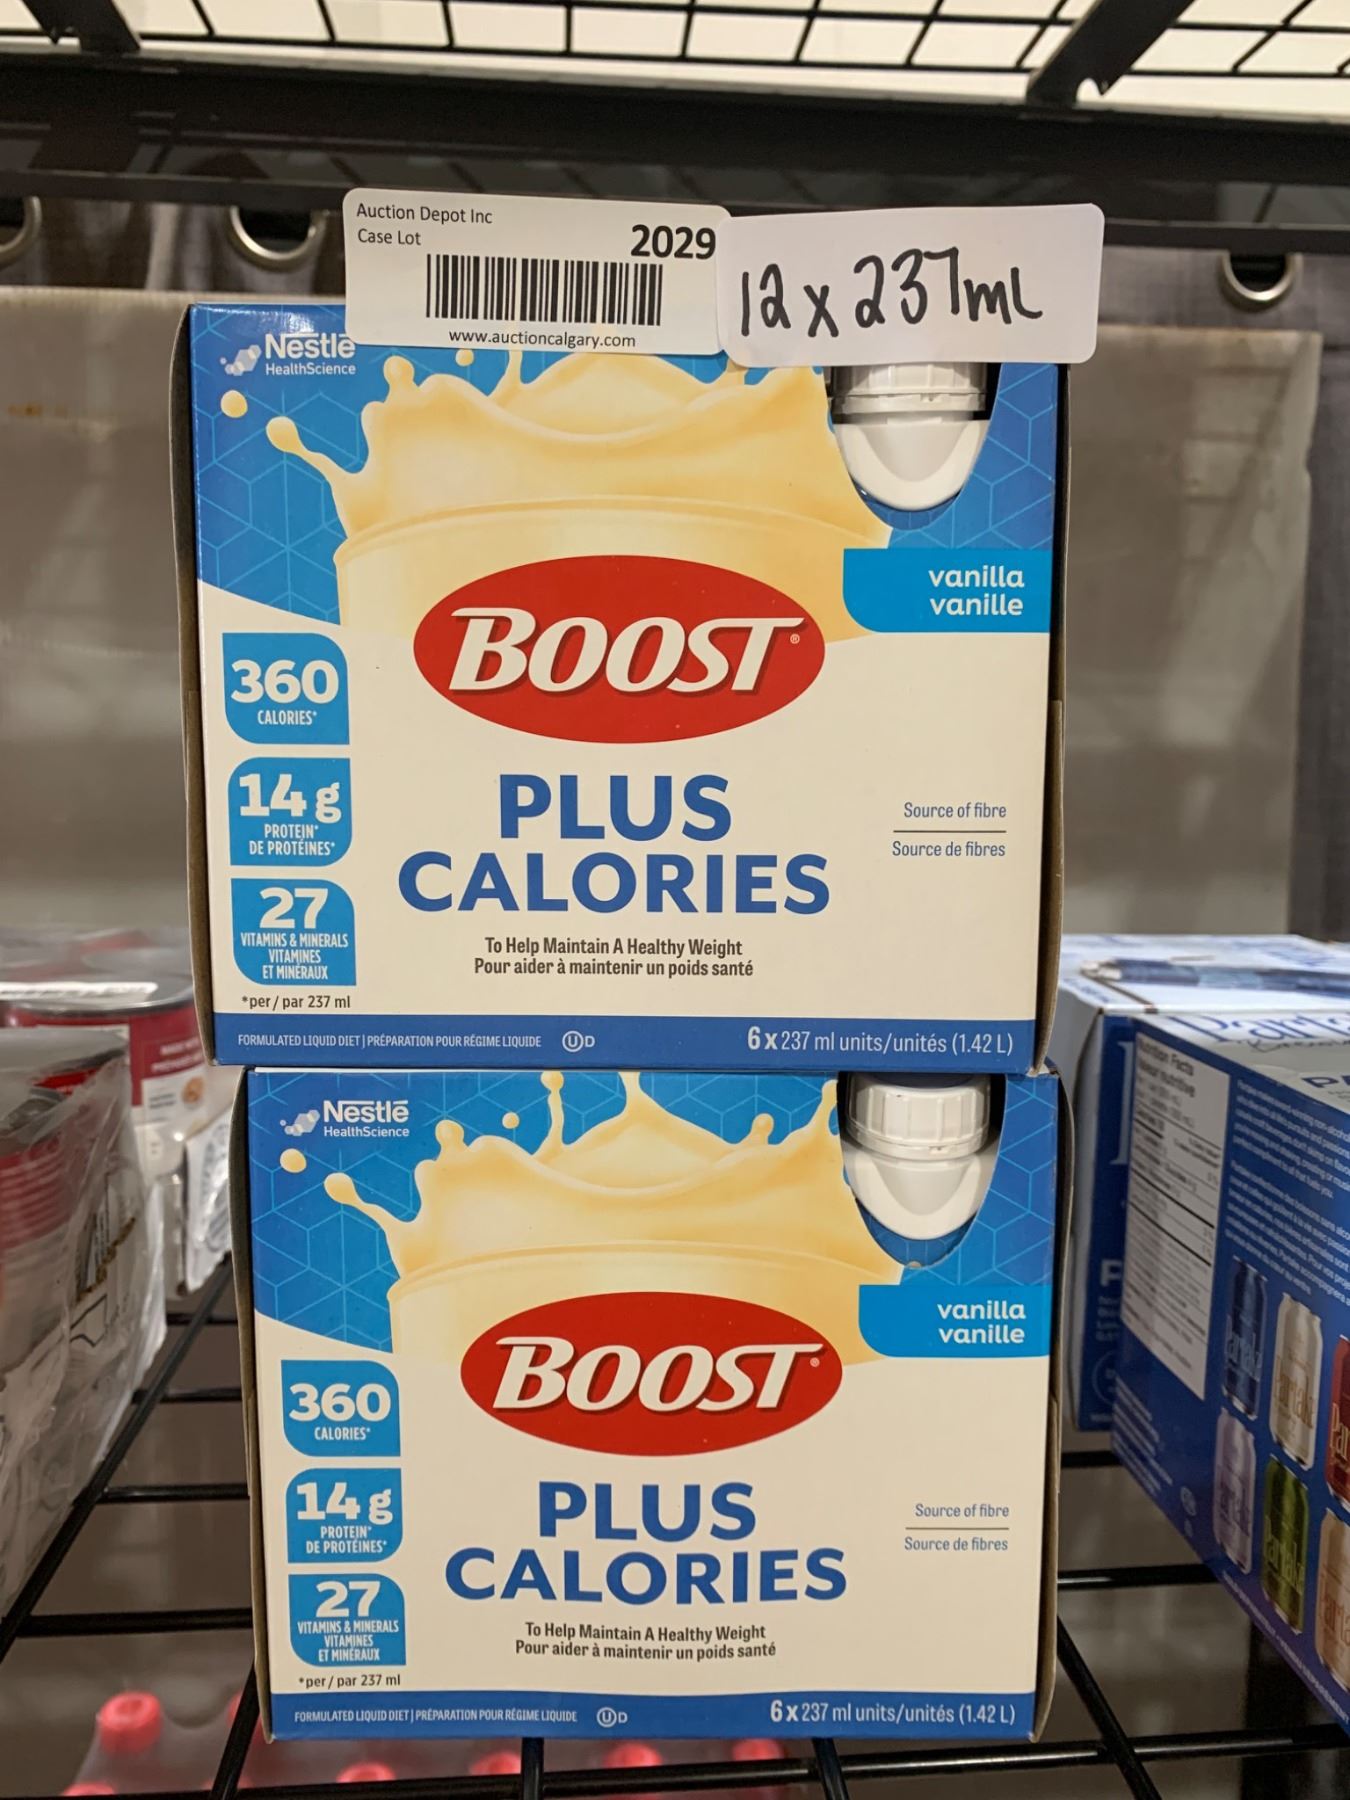 Auction Depot Inc
Case Lot
2029
www.auctioncalgary.com
12 x 237ml
Nestlé
HealthScience
vanilla
vanille
BOOST®
360
CALORIES*
14 g
PROTEIN*
DE PROTÉINES*
27
VITAMINS & MINERALS
VITAMINES
ET MINÉRAUX
*per / par 237 ml
PLUS
CALORIES
Source of fibre
Source de fibres
To Help Maintain A Healthy Weight
Pour aider à maintenir un poids santé
FORMULATED LIQUID DIET | PRÉPARATION POUR RÉGIME LIQUIDE
UD
6 x 237 ml units/unités (1.42 L)
Nestlé
HealthScience
vanilla
vanille
BOOST®
360
CALORIES*
14 g
PROTEIN*
DE PROTÉINES*
27
VITAMINS & MINERALS
VITAMINES
ET MINÉRAUX
*per / par 237 ml
PLUS
CALORIES
Source of fibre
Source de fibres
To Help Maintain A Healthy Weight
Pour aider à maintenir un poids santé
FORMULATED LIQUID DIET | PRÉPARATION POUR RÉGIME LIQUIDE
UD
6 x 237 ml units/unités (1.42 L)
Nutrition Facts